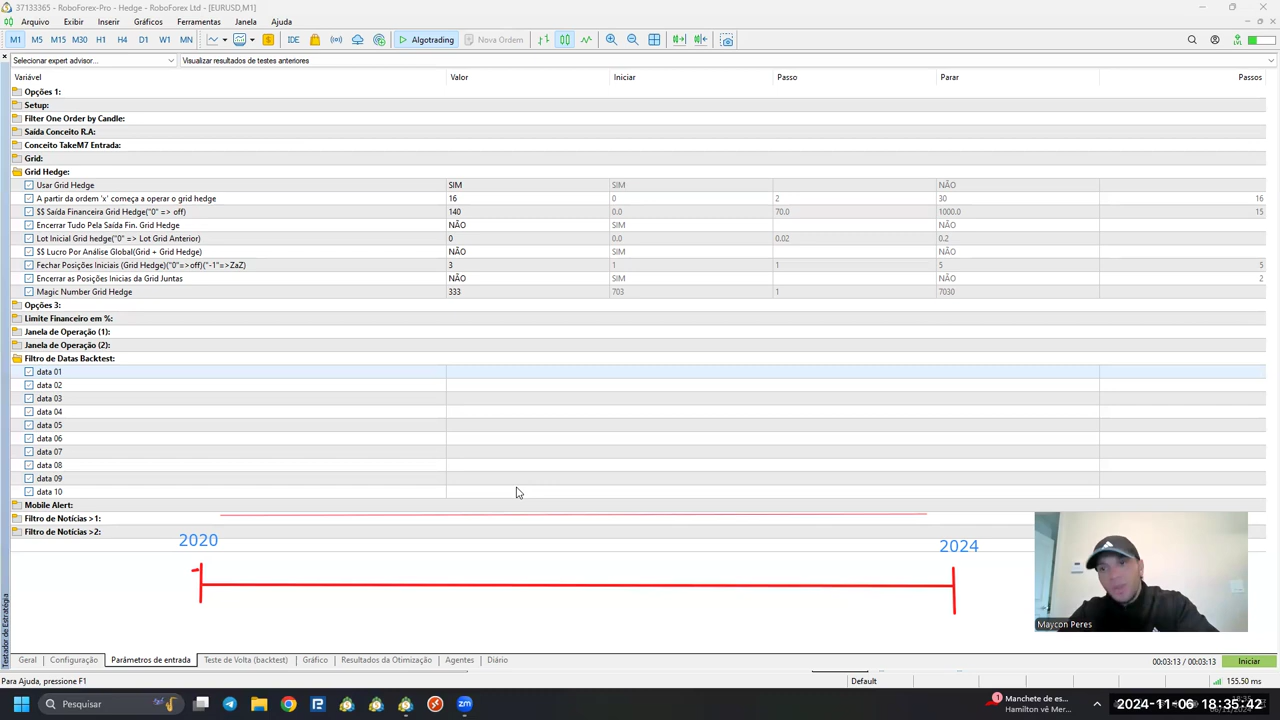 37133365 - RoboForex-Pro - Hedge - RoboForex Ltd - [EURUSD,M1]
Arquivo Exibir Inserir Gráficos Ferramentas Janela Ajuda
M1 M5 M15 M30 H1 H4 D1 W1 MN IDE Algotrading Nova Ordem
Selecionar expert advisor... Visualizar resultados de testes anteriores
Variável Valor Iniciar Passo Parar Passos
Opções 1:
Setup:
Filter One Order by Candle:
Saída Conceito R.A:
Conceito TakeM7 Entrada:
Grid:
Grid Hedge:
Usar Grid Hedge SIM SIM NÃO
A partir da ordem 'x' começa a operar o grid hedge 16 0 2 30 16
$$ Saída Financeira Grid Hedge("0" => off) 140 0.0 70.0 1000.0 15
Encerrar Tudo Pela Saída Fin. Grid Hedge NÃO SIM NÃO
Lot Inicial Grid hedge("0" => Lot Grid Anterior) 0 0.0 0.02 0.2
$$ Lucro Por Análise Global(Grid + Grid Hedge) NÃO SIM NÃO
Fechar Posições Iniciais (Grid Hedge)("0"=>off)("-1"=>ZaZ) 3 1 1 5 5
Encerrar as Posições Inicias da Grid Juntas NÃO SIM NÃO 2
Magic Number Grid Hedge 333 703 1 7030
Opções 3:
Limite Financeiro em %:
Janela de Operação (1):
Janela de Operação (2):
Filtro de Datas Backtest:
data 01
data 02
data 03
data 04
data 05
data 06
data 07
data 08
data 09
data 10
Mobile Alert:
Filtro de Notícias >1:
Filtro de Notícias >2:
2020 2024
Maycon Peres
Testador de Estratégia
Geral Configuração Parâmetros de entrada Teste de Volta (backtest) Gráfico Resultados da Otimização Agentes Diário 00:03:13 / 00:03:13 Iniciar
Para Ajuda, pressione F1 Default 155.50 ms
Pesquisar
1 Manchete de es...
Hamilton vê Mer...
2024-11-06 18:35:42